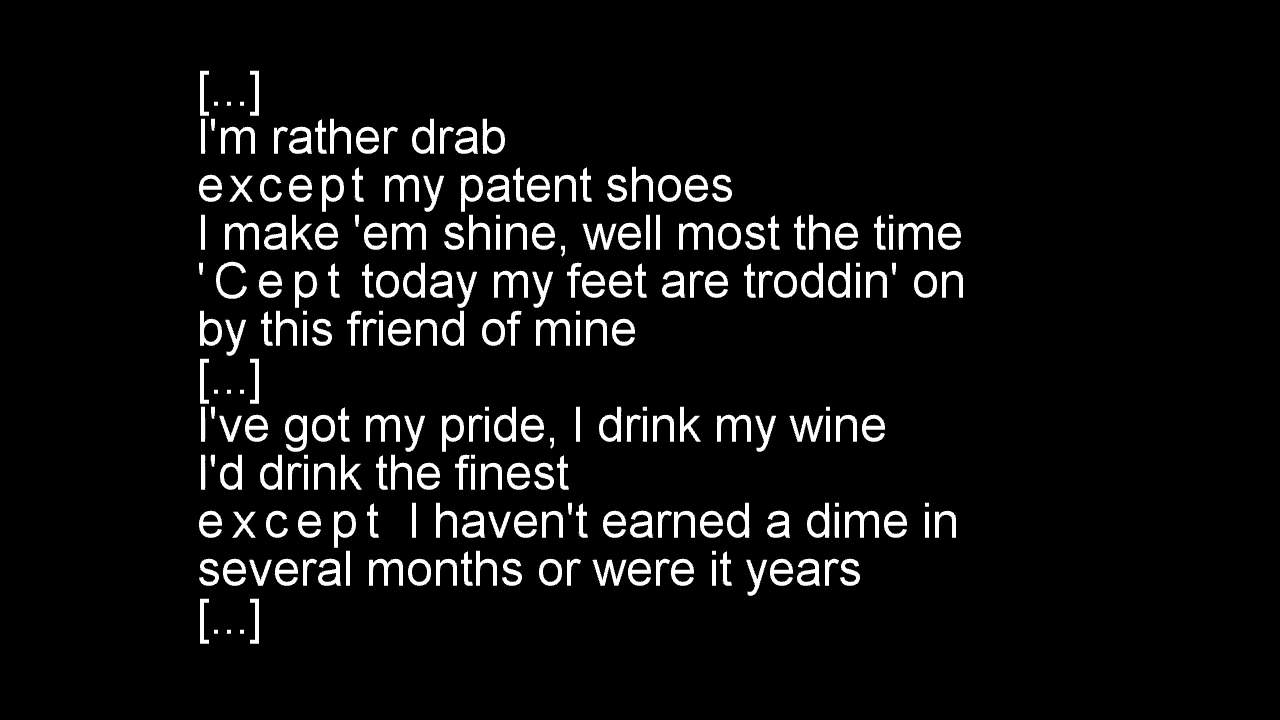 [...]
I'm rather drab
except my patent shoes
I make 'em shine, well most the time
'Cept today my feet are troddin' on
by this friend of mine
[...]
I've got my pride, I drink my wine
I'd drink the finest
except I haven't earned a dime in
several months or were it years
[...]